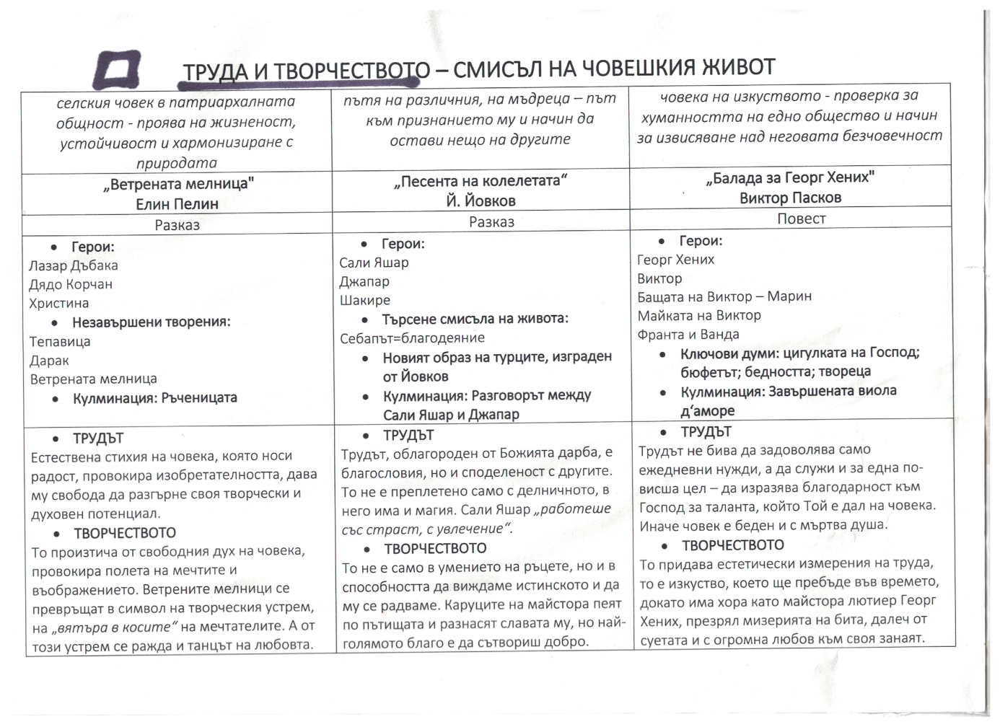 ТРУДА И ТВОРЧЕСТВОТО – СМИСЪЛ НА ЧОВЕШКИЯ ЖИВОТ
селския човек в патриархалната
общност - проява на жизненост,
устойчивост и хармонизиране с
природата
пътя на различния, на мъдреца – път
към признанието му и начин да
остави нещо на другите
човека на изкуството - проверка за
хуманността на едно общество и начин
за извисяване над неговата безчовечност
„Ветрената мелница"
Елин Пелин
„Песента на колелетата“
Й. Йовков
„Балада за Георг Хених"
Виктор Пасков
Разказ
Разказ
Повест
• Герои:
Лазар Дъбака
Дядо Корчан
Христина
• Незавършени творения:
Тепавица
Дарак
Ветрената мелница
• Кулминация: Ръченицата
• Герои:
Сали Яшар
Джапар
Шакире
• Търсене смисъла на живота:
Себапът=благодеяние
• Новият образ на турците, изграден
от Йовков
• Кулминация: Разговорът между
Сали Яшар и Джапар
• Герои:
Георг Хених
Виктор
Бащата на Виктор – Марин
Майката на Виктор
Франта и Ванда
• Ключови думи: цигулката на Господ;
бюфетът; бедността; твореца
• Кулминация: Завършената виола
д‘аморе
• ТРУДЪТ
Естествена стихия на човека, която носи
радост, провокира изобретателността, дава
му свобода да разгърне своя творчески и
духовен потенциал.
• ТВОРЧЕСТВОТО
То произтича от свободния дух на човека,
провокира полета на мечтите и
въображението. Ветрените мелници се
превръщат в символ на творческия устрем,
на „вятъра в косите“ на мечтателите. А от
този устрем се ражда и танцът на любовта.
• ТРУДЪТ
Трудът, облагороден от Божията дарба, е
благословия, но и споделеност с другите.
То не е преплетено само с делничното, в
него има и магия. Сали Яшар „работеше
със страст, с увлечение“.
• ТВОРЧЕСТВОТО
То не е само в умението на ръцете, но и в
способността да виждаме истинското и да
му се радваме. Каруците на майстора пеят
по пътищата и разнасят славата му, но най-
голямото благо е да сътвориш добро.
• ТРУДЪТ
Трудът не бива да задоволява само
ежедневни нужди, а да служи и за една по-
висша цел – да изразява благодарност към
Господ за таланта, който Той е дал на човека.
Иначе човек е беден и с мъртва душа.
• ТВОРЧЕСТВОТО
То придава естетически измерения на труда,
то е изкуство, което ще пребъде във времето,
докато има хора като майстора лютиер Георг
Хених, презрял мизерията на бита, далеч от
суетата и с огромна любов към своя занаят.